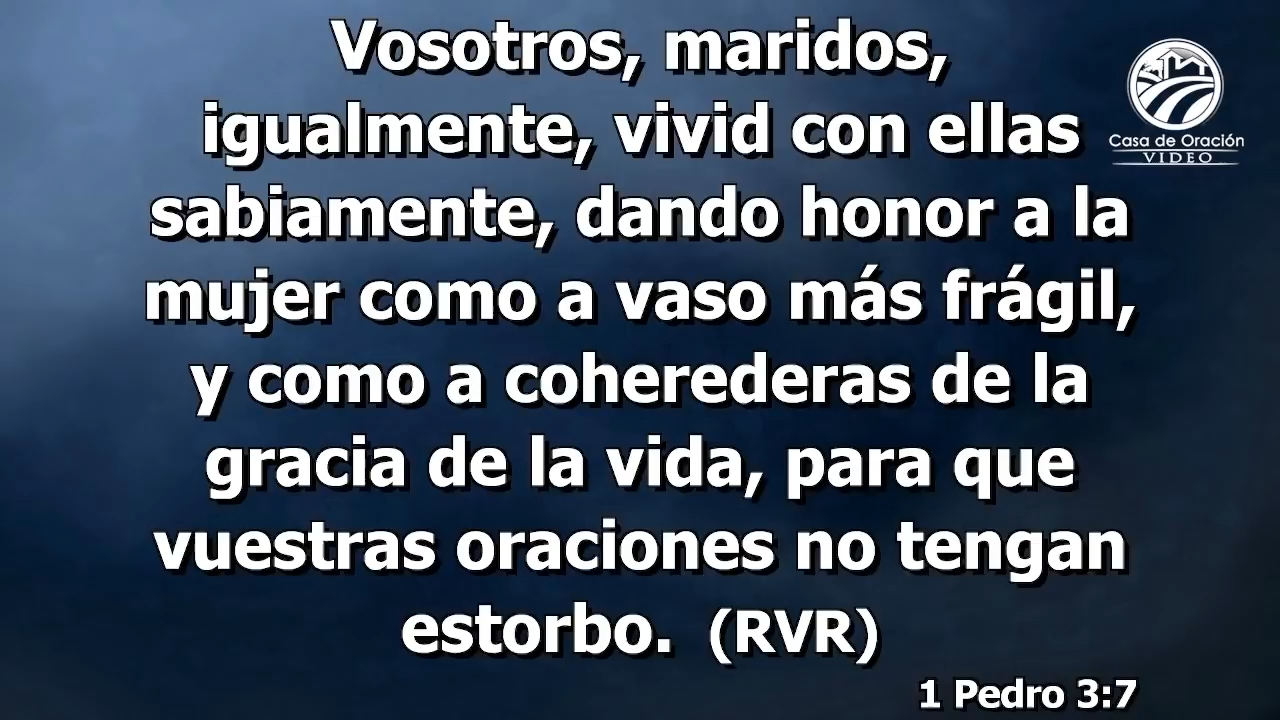 Vosotros, maridos,
igualmente, vivid con ellas
sabiamente, dando honor a la
mujer como a vaso más frágil,
y como a coherederas de la
gracia de la vida, para que
vuestras oraciones no tengan
estorbo. (RVR)
1 Pedro 3:7
Casa de Oración
VIDEO